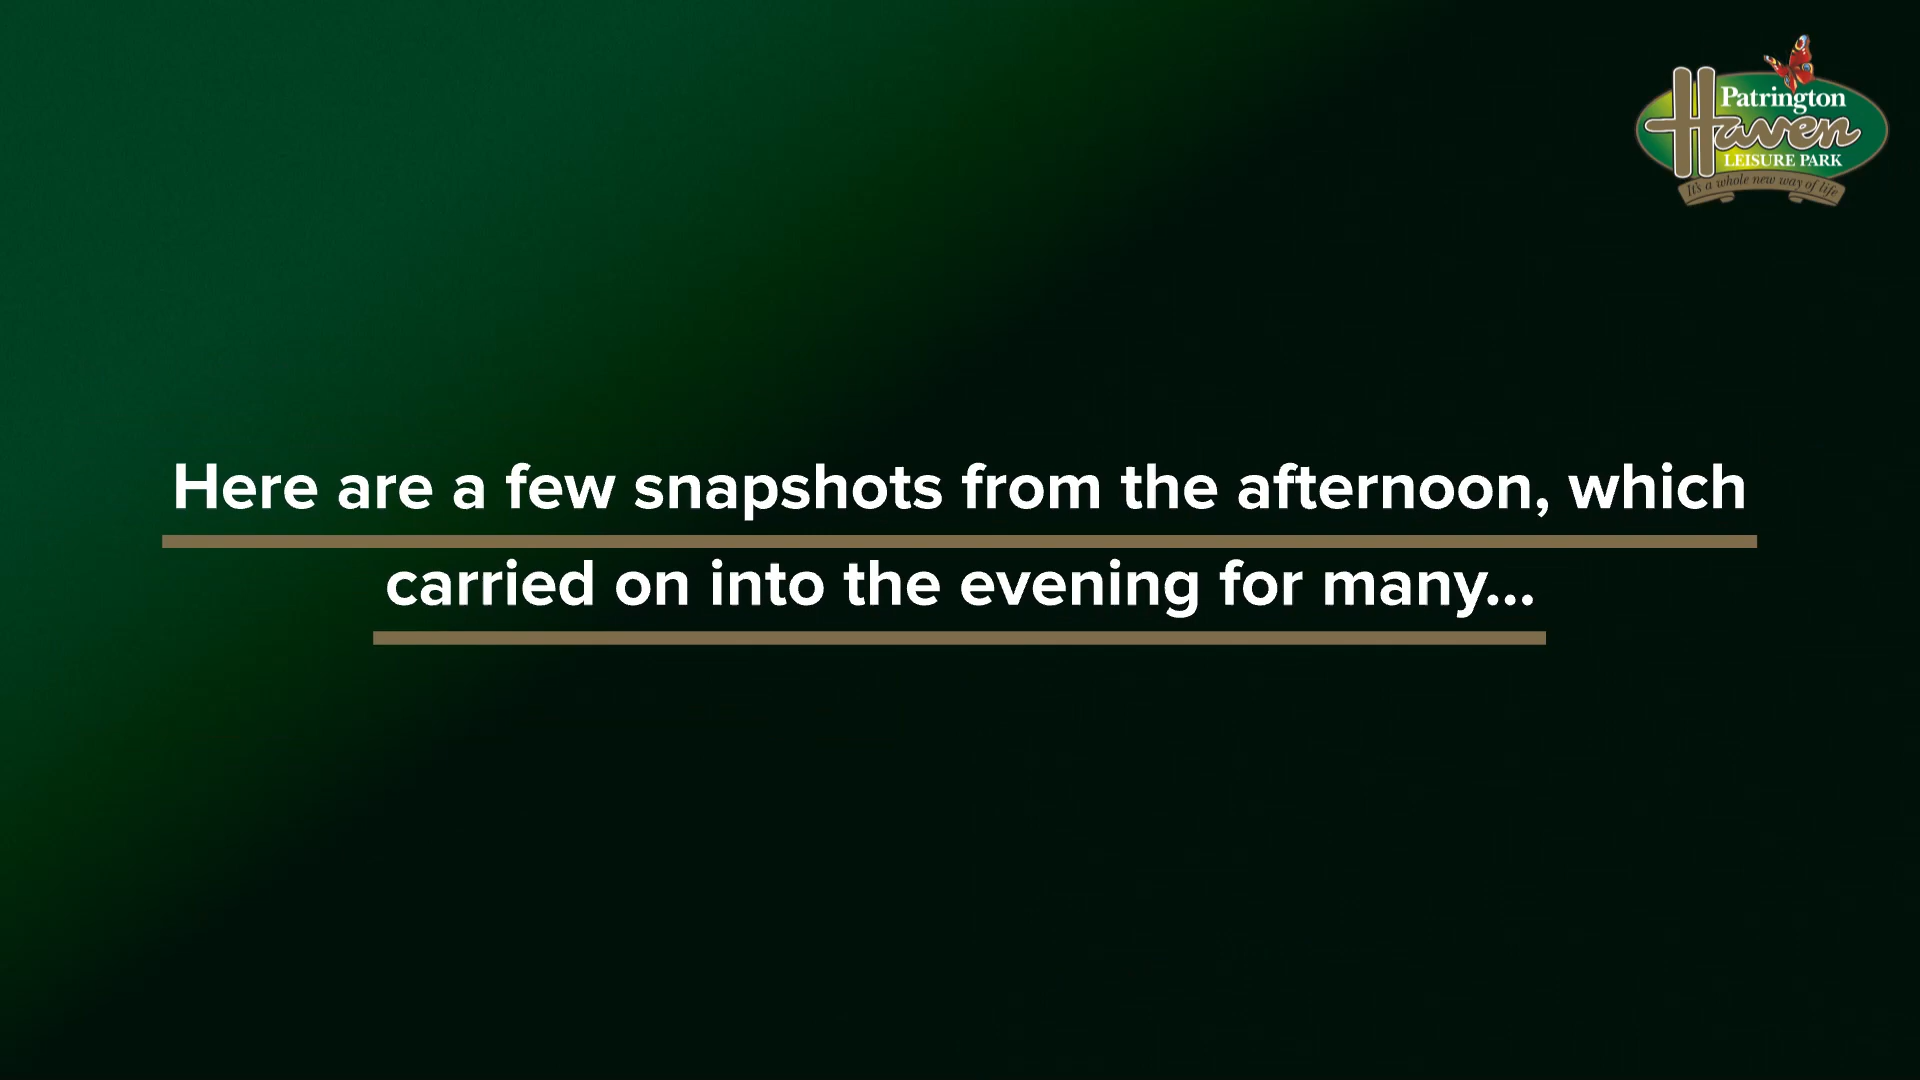 Patrington
Haven
LEISURE PARK
It's a whole new way of life
Here are a few snapshots from the afternoon, which
carried on into the evening for many...